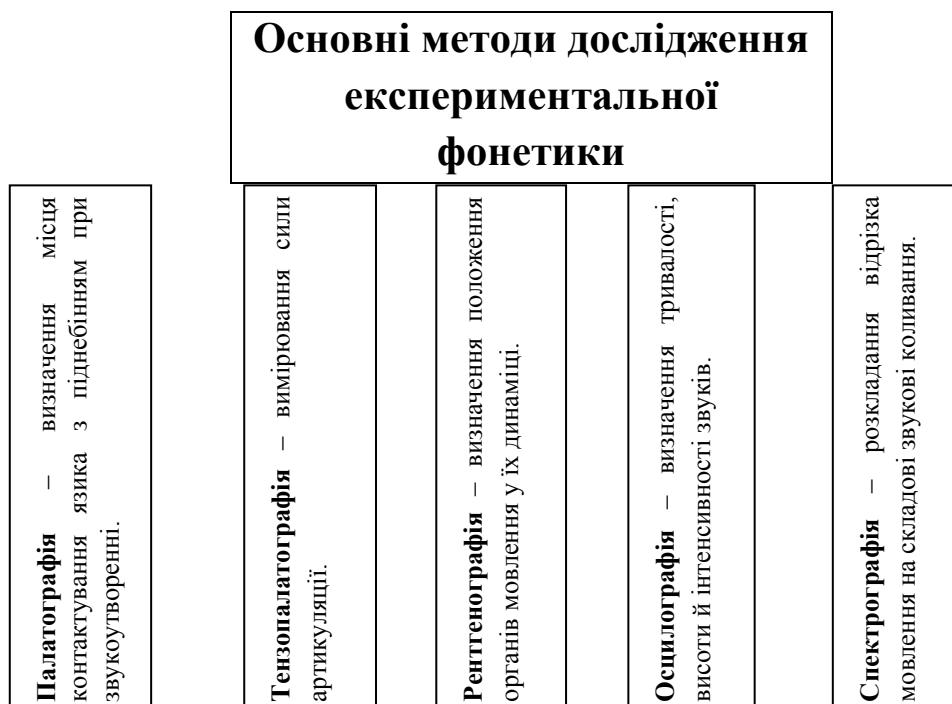 Основні методи дослідження
експериментальної
фонетики
Палатографія – визначення місця
контактування язика з піднебінням при
звукоутворенні.
Тензопалатографія – вимірювання сили
артикуляції.
Рентгенографія – визначення положення
органів мовлення у їх динаміці.
Осцилографія – визначення тривалості,
висоти й інтенсивності звуків.
Спектрографія – розкладання відрізка
мовлення на складові звукові коливання.